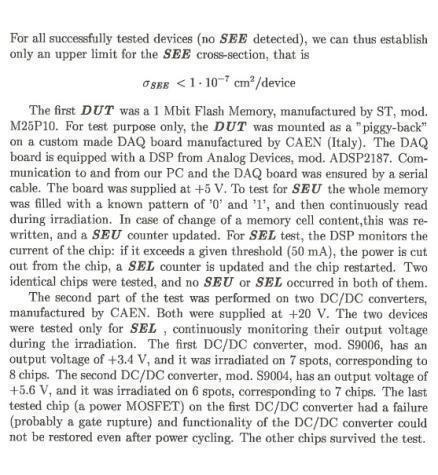 For all successfully tested devices (no SEE detected), we can thus establish
only an upper limit for the SEE cross-section, that is
σSEE < 1 · 10⁻⁷ cm²/device
The first DUT was a 1 Mbit Flash Memory, manufactured by ST, mod.
M25P10. For test purpose only, the DUT was mounted as a "piggy-back"
on a custom made DAQ board manufactured by CAEN (Italy). The DAQ
board is equipped with a DSP from Analog Devices, mod. ADSP2187. Com-
munication to and from our PC and the DAQ board was ensured by a serial
cable. The board was supplied at +5 V. To test for SEU the whole memory
was filled with a known pattern of '0' and '1', and then continuously read
during irradiation. In case of change of a memory cell content,this was re-
written, and a SEU counter updated. For SEL test, the DSP monitors the
current of the chip: if it exceeds a given threshold (50 mA), the power is cut
out from the chip, a SEL counter is updated and the chip restarted. Two
identical chips were tested, and no SEU or SEL occurred in both of them.
The second part of the test was performed on two DC/DC converters,
manufactured by CAEN. Both were supplied at +20 V. The two devices
were tested only for SEL , continuously monitoring their output voltage
during the irradiation. The first DC/DC converter, mod. S9006, has an
output voltage of +3.4 V, and it was irradiated on 7 spots, corresponding to
8 chips. The second DC/DC converter, mod. S9004, has an output voltage of
+5.6 V, and it was irradiated on 6 spots, corresponding to 7 chips. The last
tested chip (a power MOSFET) on the first DC/DC converter had a failure
(probably a gate rupture) and functionality of the DC/DC converter could
not be restored even after power cycling. The other chips survived the test.